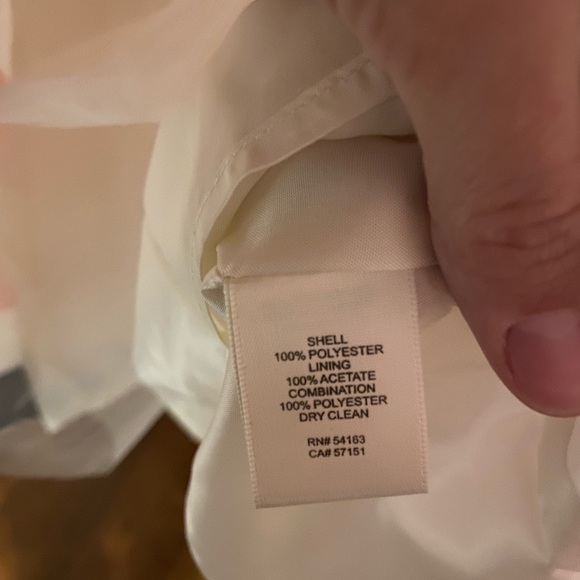 SHELL
100% POLYESTER
LINING
100% ACETATE
COMBINATION
100% POLYESTER
DRY CLEAN
RN# 54163
CA# 57151